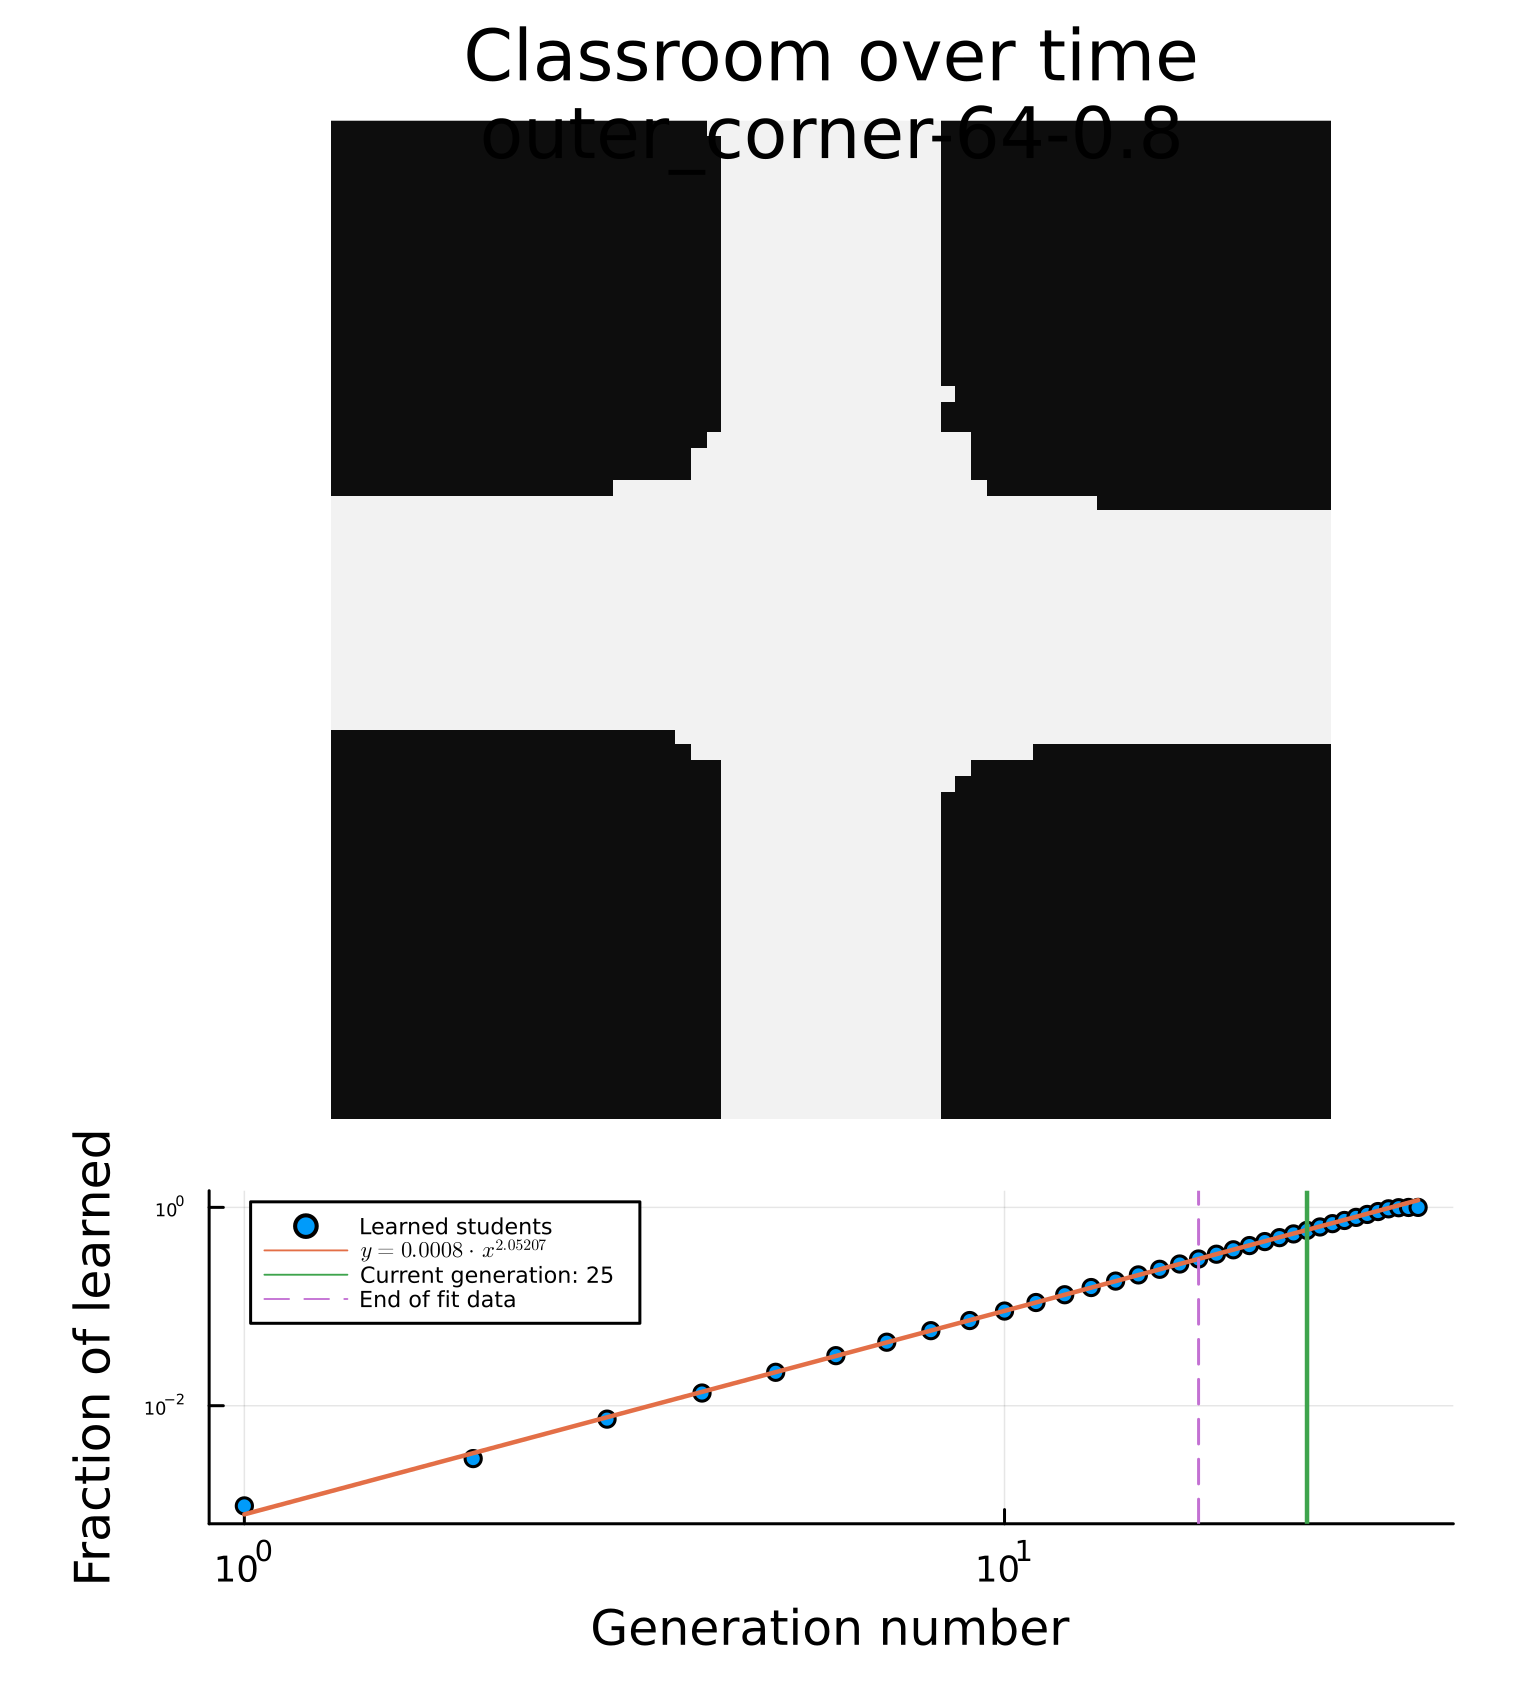 Classroom over time
outer_corner-64-0.8
Fraction of learned
10⁰
10⁻²
Learned students
y = 0.0008 · x^2.05207
Current generation: 25
End of fit data
10⁰
10¹
Generation number